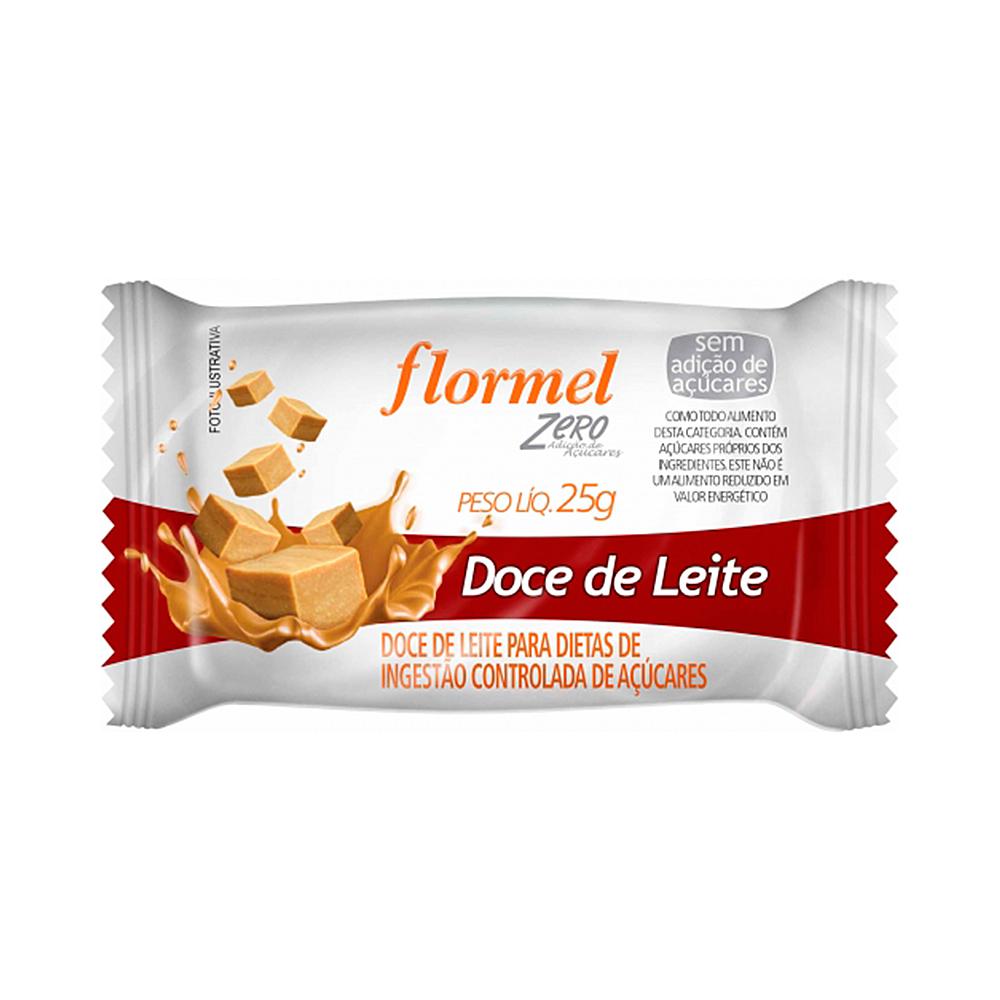 FOTO ILUSTRATIVA
flormel
ZERO
Adição de
Açúcares
PESO LÍQ. 25g
sem
adição de
açúcares
COMO TODO ALIMENTO
DESTA CATEGORIA, CONTÉM
AÇÚCARES PRÓPRIOS DOS
INGREDIENTES. ESTE NÃO É
UM ALIMENTO REDUZIDO EM
VALOR ENERGÉTICO
Doce de Leite
DOCE DE LEITE PARA DIETAS DE
INGESTÃO CONTROLADA DE AÇÚCARES